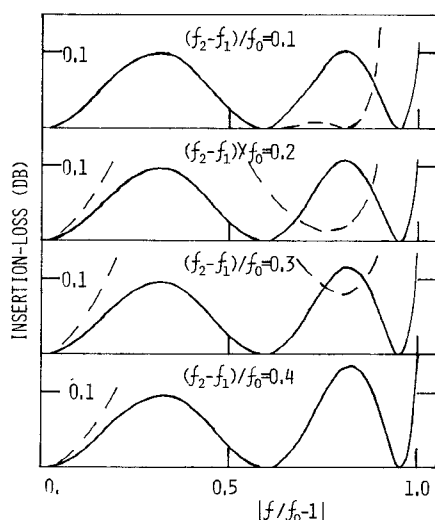 0.1 (f₂-f₁)/f₀=0.1
0.1 (f₂-f₁)/f₀=0.2
0.1 (f₂-f₁)/f₀=0.3
0.1 (f₂-f₁)/f₀=0.4
INSERTION-LOSS (DB)
0. 0.5 1.0
|f/f₀-1|